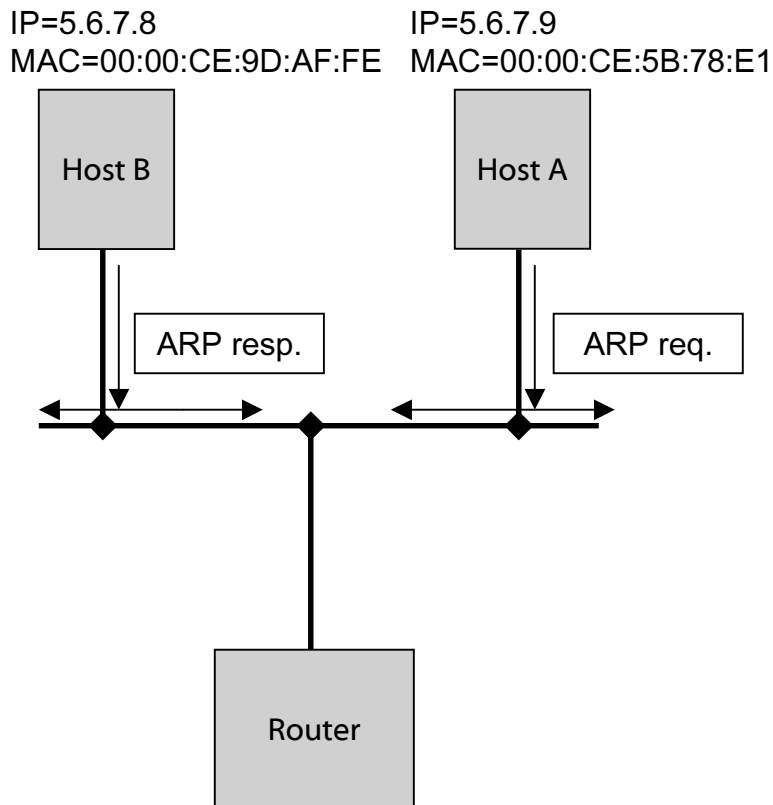 IP=5.6.7.8
MAC=00:00:CE:9D:AF:FE
IP=5.6.7.9
MAC=00:00:CE:5B:78:E1
Host B
Host A
ARP resp.
ARP req.
Router